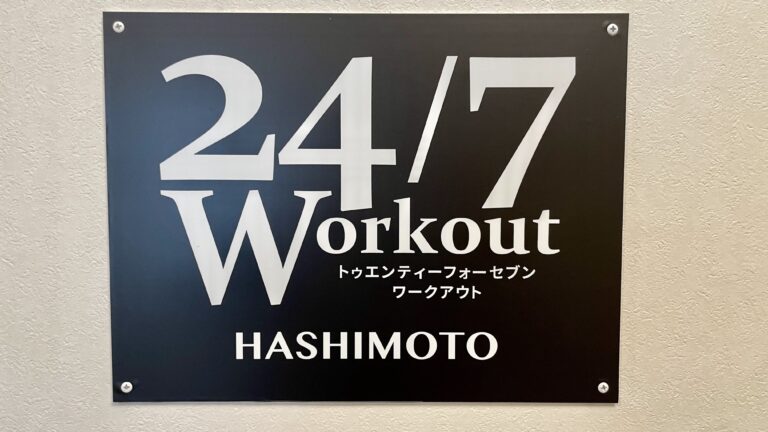 24/7
Workout
トゥエンティーフォーセブン
ワークアウト
HASHIMOTO